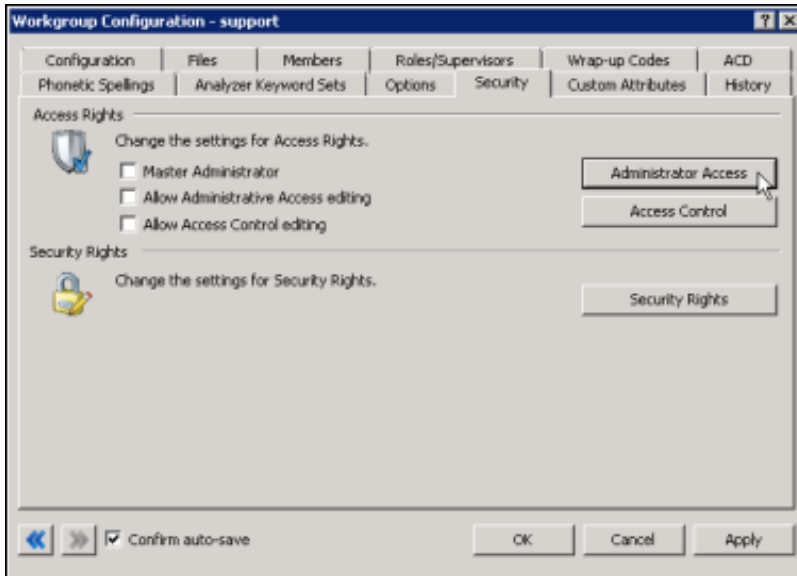 Workgroup Configuration - support
Configuration Files Members Roles/Supervisors Wrap-up Codes ACD
Phonetic Spellings Analyzer Keyword Sets Options Security Custom Attributes History
Access Rights
Change the settings for Access Rights.
Master Administrator
Administrator Access
Allow Administrative Access editing
Access Control
Allow Access Control editing
Security Rights
Change the settings for Security Rights.
Security Rights
Confirm auto-save OK Cancel Apply